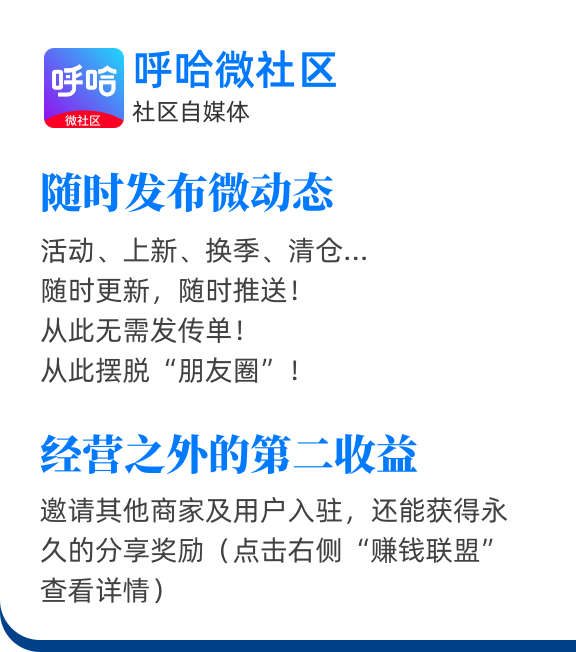 呼哈
微社区
呼哈微社区
社区自媒体
随时发布微动态
活动、上新、换季、清仓...
随时更新，随时推送！
从此无需发传单！
从此摆脱“朋友圈”！
经营之外的第二收益
邀请其他商家及用户入驻，还能获得永
久的分享奖励（点击右侧“赚钱联盟”
查看详情）